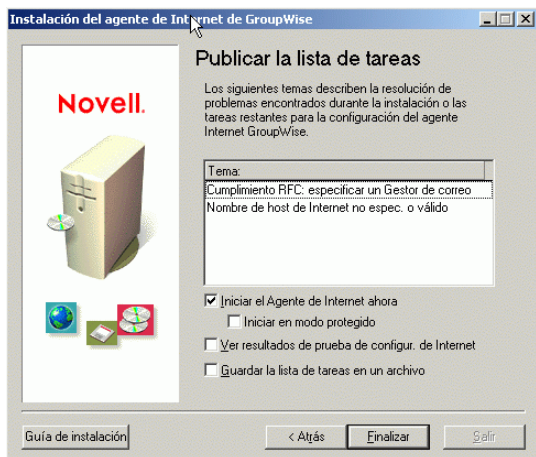 Instalación del agente de Internet de GroupWise
Publicar la lista de tareas
Novell.
Los siguientes temas describen la resolución de
problemas encontrados durante la instalación o las
tareas restantes para la configuración del agente
Internet GroupWise.
Tema:
Cumplimiento RFC: especificar un Gestor de correo
Nombre de host de Internet no espec. o válido
Iniciar el Agente de Internet ahora
Iniciar en modo protegido
Ver resultados de prueba de configur. de Internet
Guardar la lista de tareas en un archivo
Guía de instalación
< Atrás
Finalizar
Salir